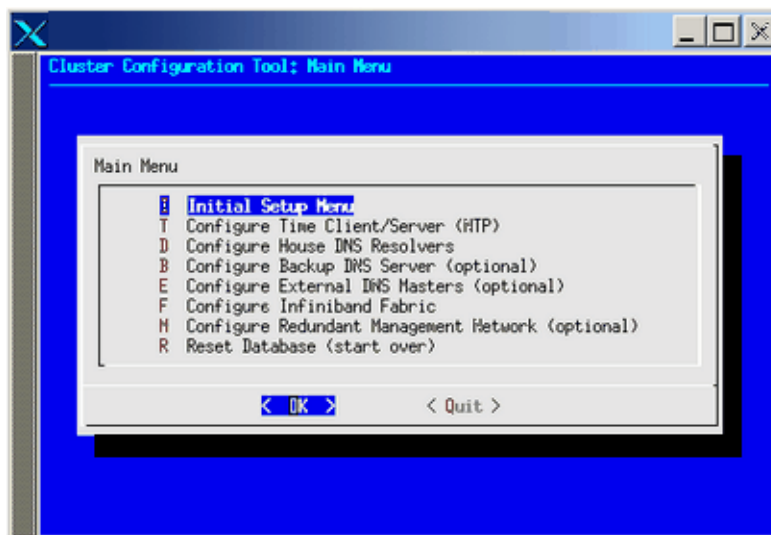 Cluster Configuration Tool: Main Menu
Main Menu
I Initial Setup Menu
T Configure Time Client/Server (NTP)
D Configure House DNS Resolvers
B Configure Backup DNS Server (optional)
E Configure External DNS Masters (optional)
F Configure Infiniband Fabric
M Configure Redundant Management Network (optional)
R Reset Database (start over)
< OK > < Quit >